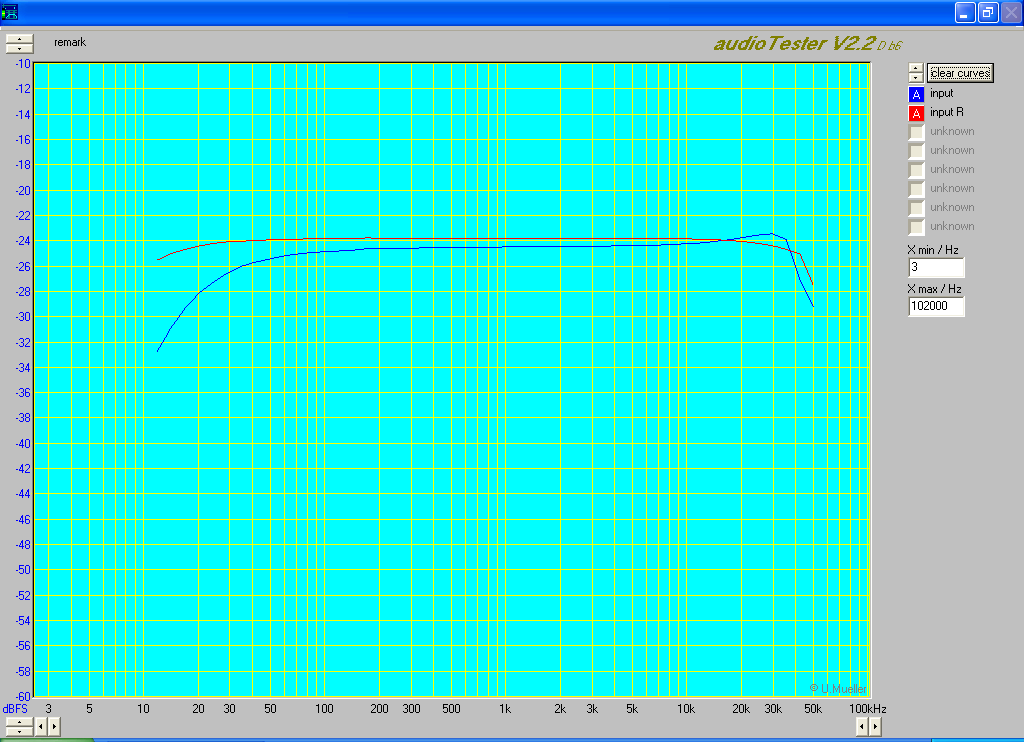 remark
audioTester V2.2 D b6
clear curves
A input
A input R
unknown
unknown
unknown
unknown
unknown
unknown
X min / Hz
3
X max / Hz
102000
-10
-12
-14
-16
-18
-20
-22
-24
-26
-28
-30
-32
-34
-36
-38
-40
-42
-44
-46
-48
-50
-52
-54
-56
-58
-60
© U.Mueller
dBFS 3 5 10 20 30 50 100 200 300 500 1k 2k 3k 5k 10k 20k 30k 50k 100kHz